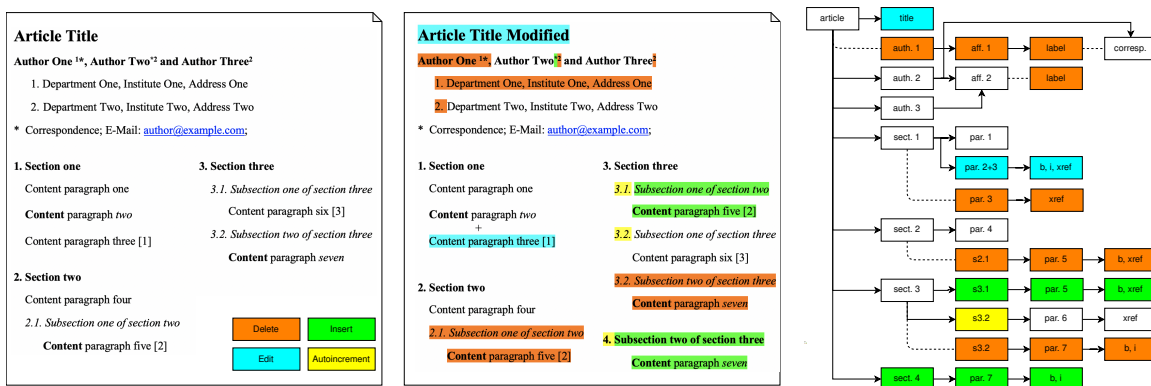 Article Title
Author One ¹*, Author Two*² and Author Three²
1. Department One, Institute One, Address One
2. Department Two, Institute Two, Address Two
* Correspondence; E-Mail: author@example.com;
1. Section one
Content paragraph one
Content paragraph two
Content paragraph three [1]
2. Section two
Content paragraph four
2.1. Subsection one of section two
Content paragraph five [2]
3. Section three
3.1. Subsection one of section three
Content paragraph six [3]
3.2. Subsection two of section three
Content paragraph seven
Delete
Insert
Edit
Autoincrement
Article Title Modified
Author One ¹*, Author Two*² and Author Three²
1. Department One, Institute One, Address One
2. Department Two, Institute Two, Address Two
* Correspondence; E-Mail: author@example.com;
1. Section one
Content paragraph one
Content paragraph two
+
Content paragraph three [1]
2. Section two
Content paragraph four
2.1. Subsection one of section two
Content paragraph five [2]
3. Section three
3.1. Subsection one of section two
Content paragraph five [2]
3.2. Subsection one of section three
Content paragraph six [3]
3.2. Subsection two of section three
Content paragraph seven
4. Subsection two of section three
Content paragraph seven
article
title
auth. 1
aff. 1
label
corresp.
auth. 2
aff. 2
label
auth. 3
sect. 1
par. 1
par. 2+3
b, i, xref
par. 3
xref
sect. 2
par. 4
s2.1
par. 5
b, xref
sect. 3
s3.1
par. 5
b, xref
s3.2
par. 6
xref
s3.2
par. 7
b, i
sect. 4
par. 7
b, i